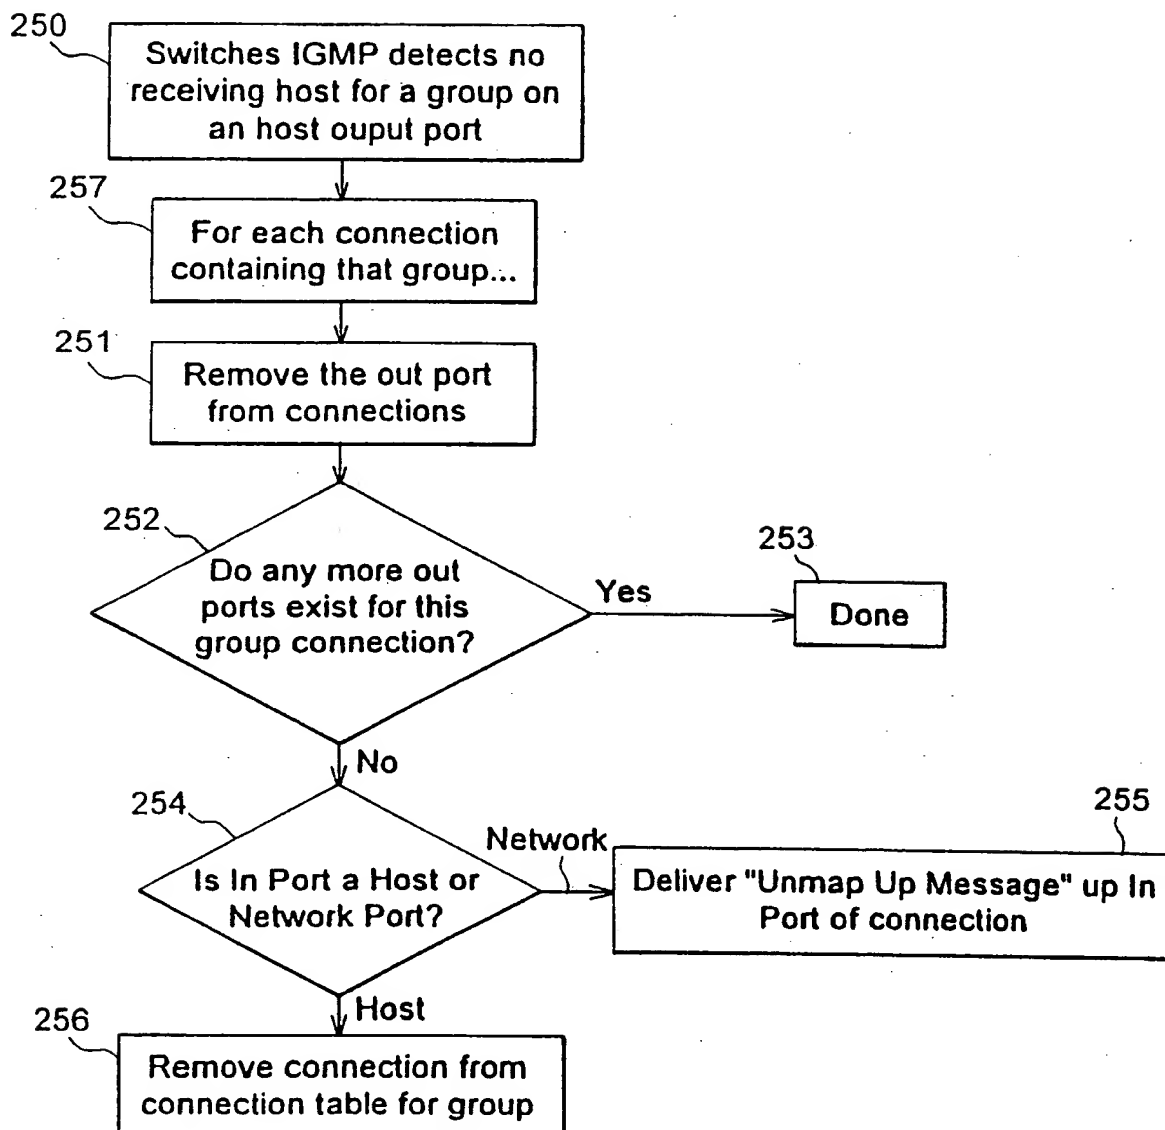 250
Switches IGMP detects no
receiving host for a group on
an host ouput port
257
For each connection
containing that group...
251
Remove the out port
from connections
252
Do any more out
ports exist for this
group connection?
Yes
253
Done
No
254
Is In Port a Host or
Network Port?
Network
255
Deliver "Unmap Up Message" up In
Port of connection
Host
256
Remove connection from
connection table for group